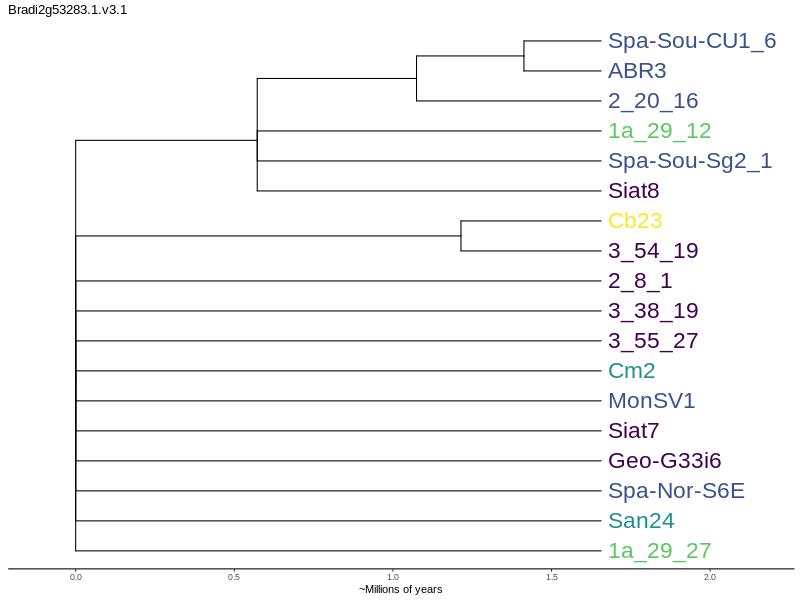 Bradi2g53283.1.v3.1
Spa-Sou-CU1_6
ABR3
2_20_16
1a_29_12
Spa-Sou-Sg2_1
Siat8
Cb23
3_54_19
2_8_1
3_38_19
3_55_27
Cm2
MonSV1
Siat7
Geo-G33i6
Spa-Nor-S6E
San24
1a_29_27
0.0 0.5 1.0 1.5 2.0
~Millions of years